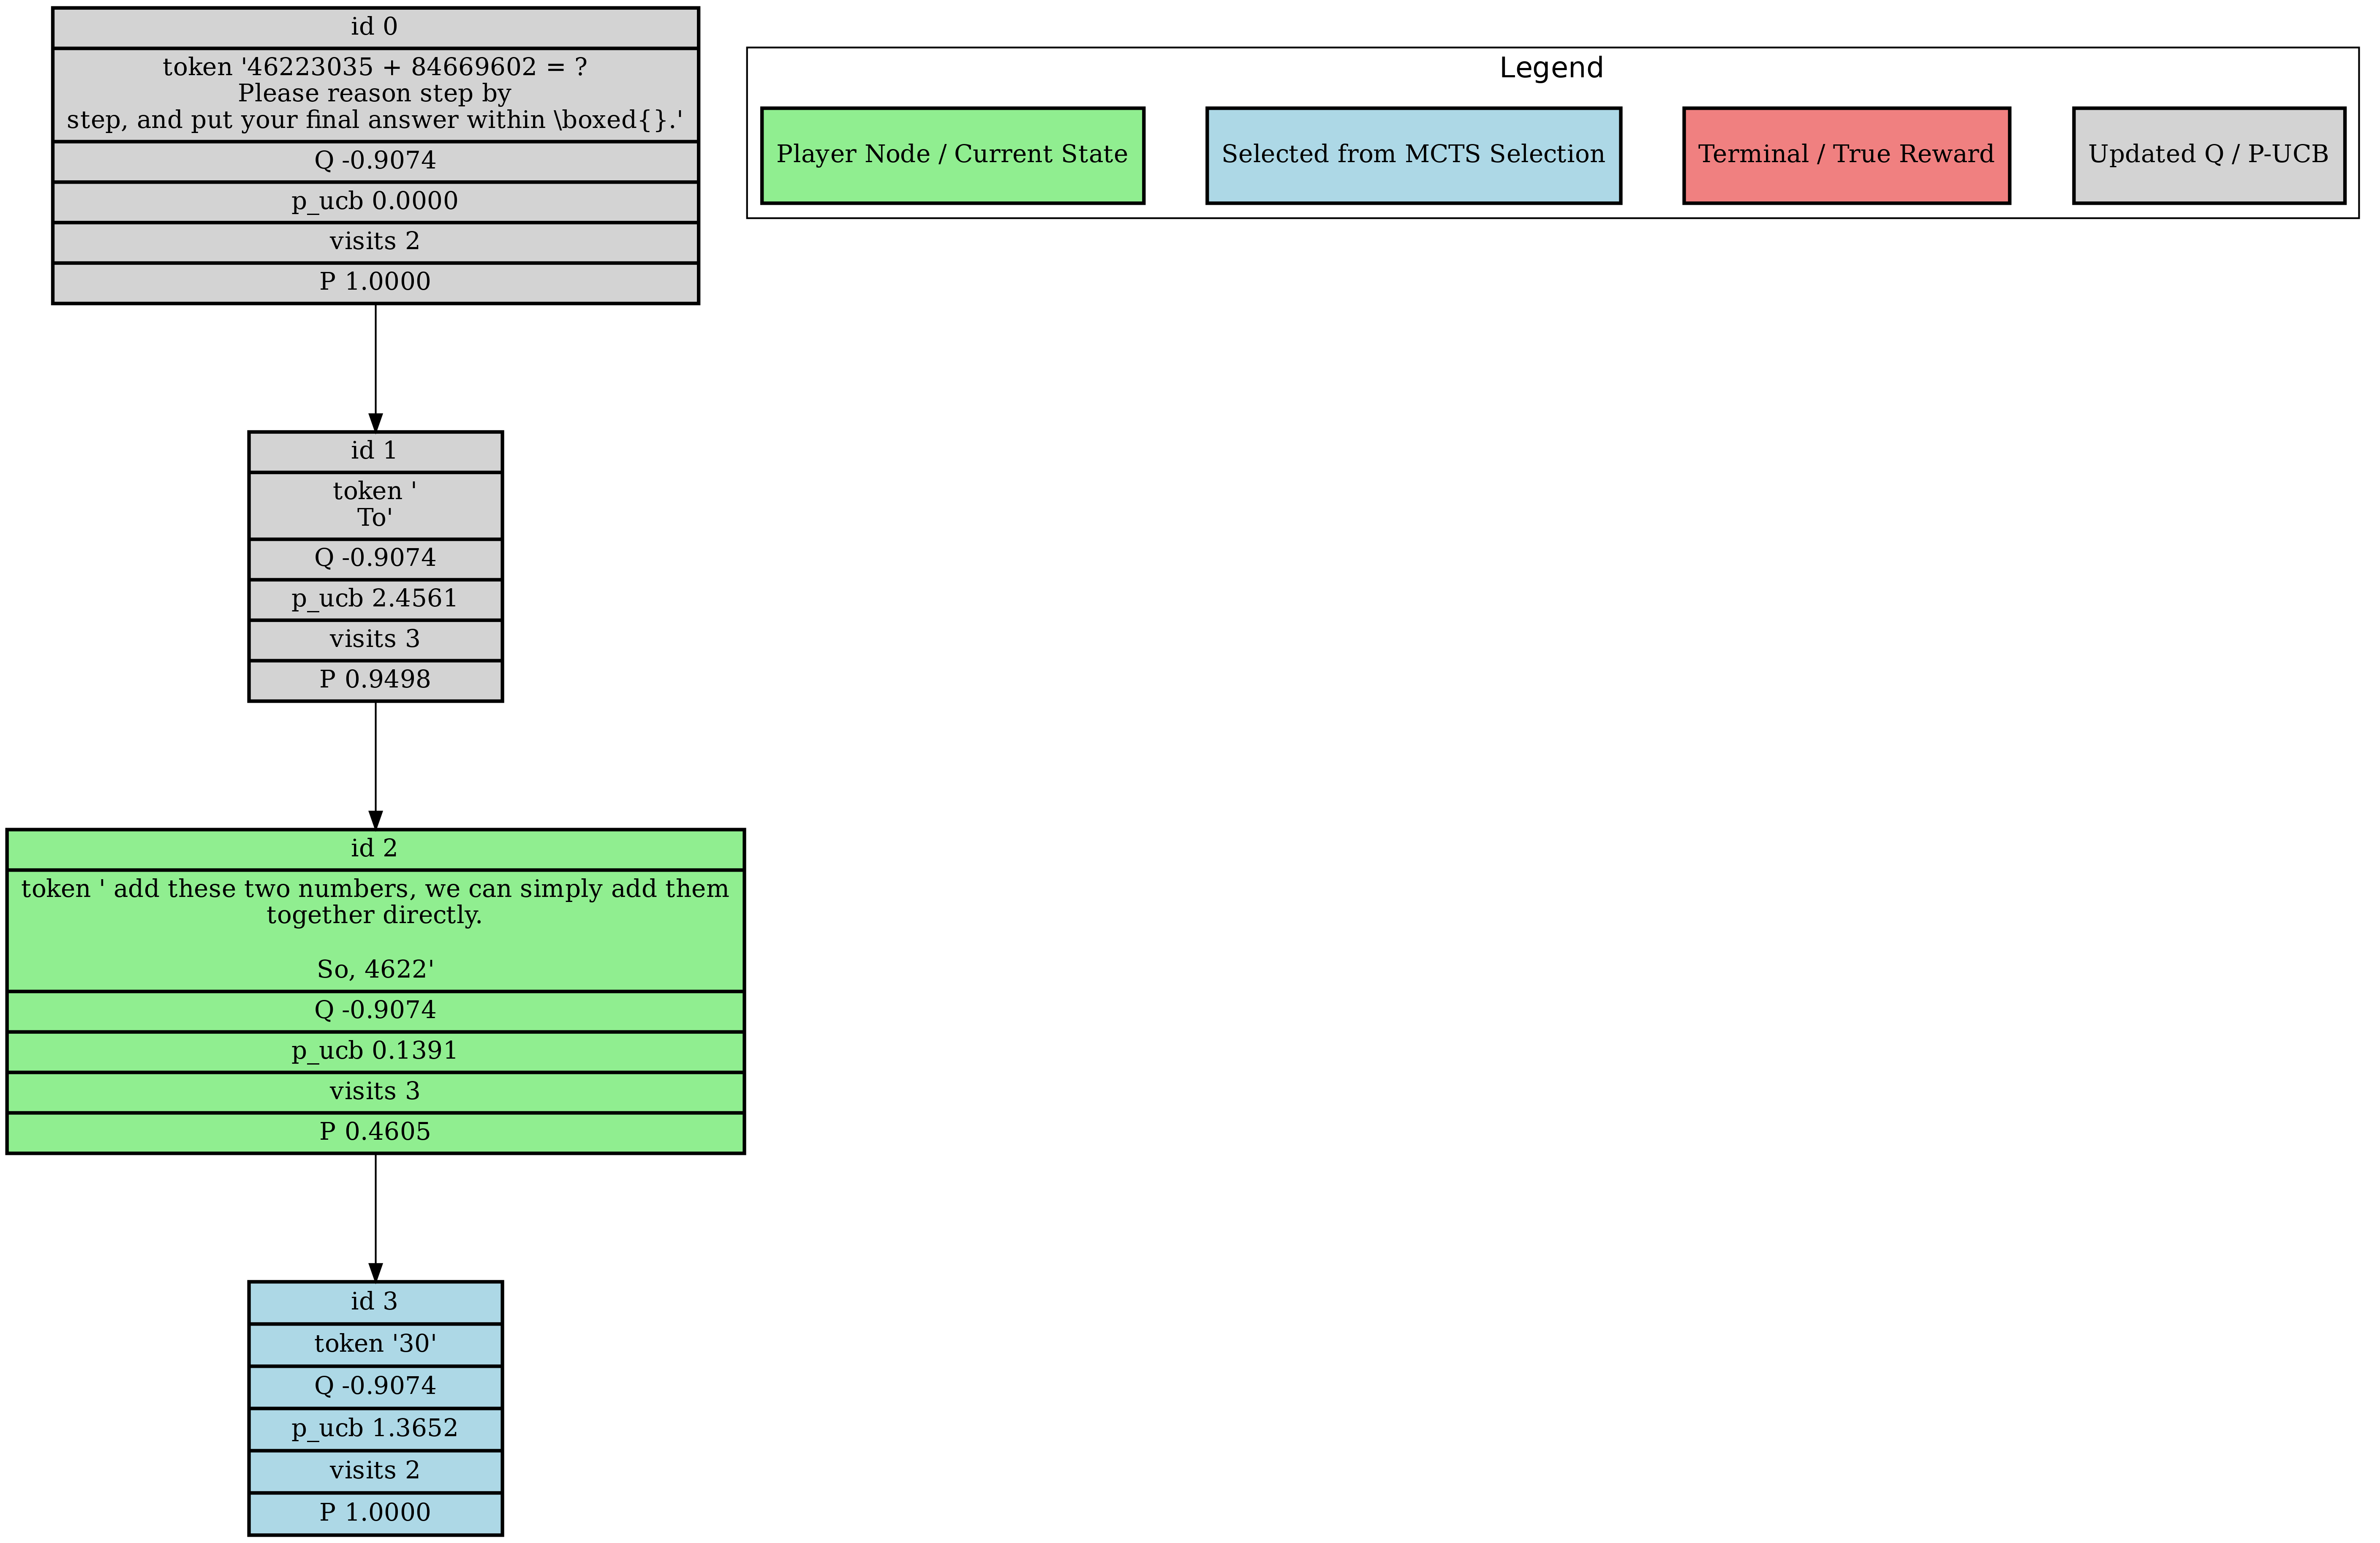 id 0
token '46223035 + 84669602 = ?
Please reason step by
step, and put your final answer within \boxed{}.'
Q -0.9074
p_ucb 0.0000
visits 2
P 1.0000
Legend
Player Node / Current State
Selected from MCTS Selection
Terminal / True Reward
Updated Q / P-UCB
id 1
token '
To'
Q -0.9074
p_ucb 2.4561
visits 3
P 0.9498
id 2
token ' add these two numbers, we can simply add them
together directly.
So, 4622'
Q -0.9074
p_ucb 0.1391
visits 3
P 0.4605
id 3
token '30'
Q -0.9074
p_ucb 1.3652
visits 2
P 1.0000